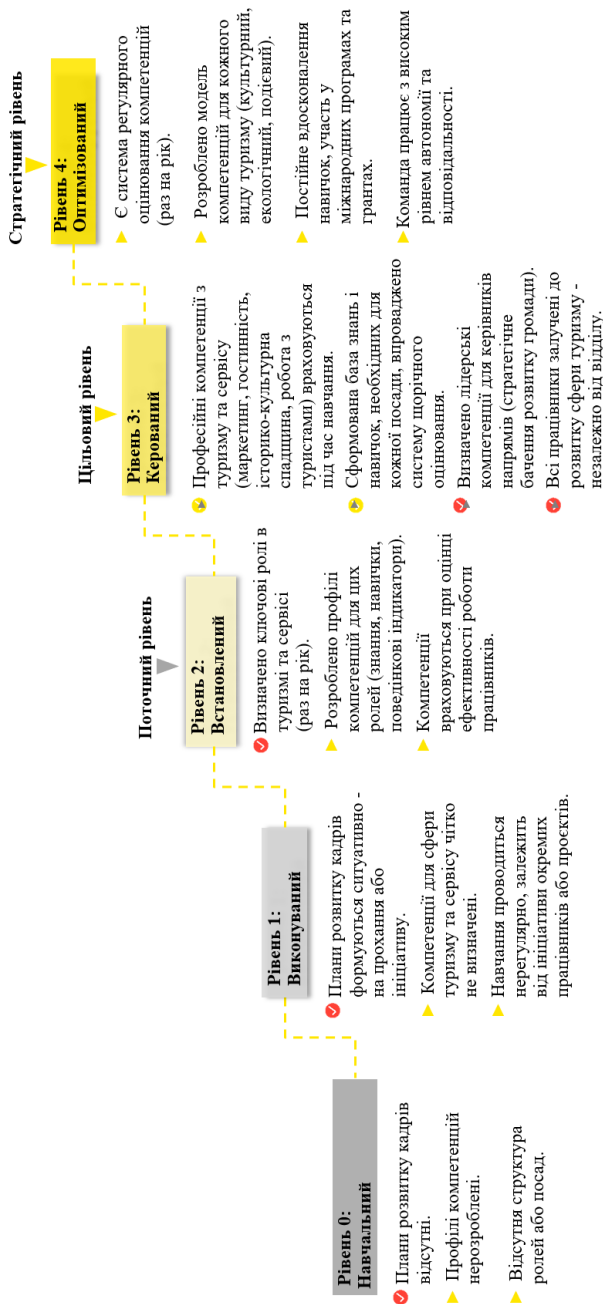 Рівень 0:
Навчальний
Плани розвитку кадрів
відсутні.
Профілі компетенцій
нерозроблені.
Відсутня структура
ролей або посад.
Рівень 1:
Виконуваний
Плани розвитку кадрів
формуються ситуативно -
на прохання або
ініціативу.
Компетенції для сфери
туризму та сервісу чітко
не визначені.
Навчання проводиться
нерегулярно, залежить
від ініціативи окремих
працівників або проєктів.
Поточний рівень
Рівень 2:
Встановлений
Визначено ключові ролі в
туризмі та сервісі
(раз на рік).
Розроблено профілі
компетенцій для цих
ролей (знання, навички,
поведінкові індикатори).
Компетенції
враховуються при оцінці
ефективності роботи
працівників.
Цільовий рівень
Рівень 3:
Керований
Професійні компетенції з
туризму та сервісу
(маркетинг, гостинність,
історико-культурна
спадщина, робота з
туристами) враховуються
під час навчання.
Сформована база знань і
навичок, необхідних для
кожної посади, впроваджено
систему щорічного
оцінювання.
Визначено лідерські
компетенції для керівників
напрямів (стратегічне
бачення розвитку громади).
Всі працівники залучені до
розвитку сфери туризму -
незалежно від відділу.
Стратегічний рівень
Рівень 4:
Оптимізований
Є система регулярного
оцінювання компетенцій
(раз на рік).
Розроблено модель
компетенцій для кожного
виду туризму (культурний,
екологічний, подієвий).
Постійне вдосконалення
навичок, участь у
міжнародних програмах та
грантах.
Команда працює з високим
рівнем автономії та
відповідальності.